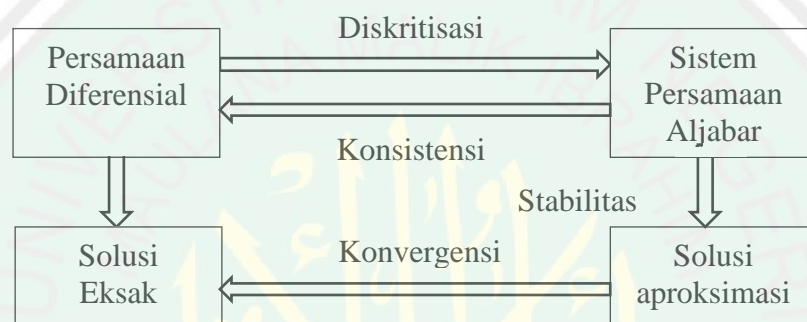 Diskritisasi
Persamaan
Diferensial
Sistem
Persamaan
Aljabar
Konsistensi
Stabilitas
Solusi
Eksak
Konvergensi
Solusi
aproksimasi